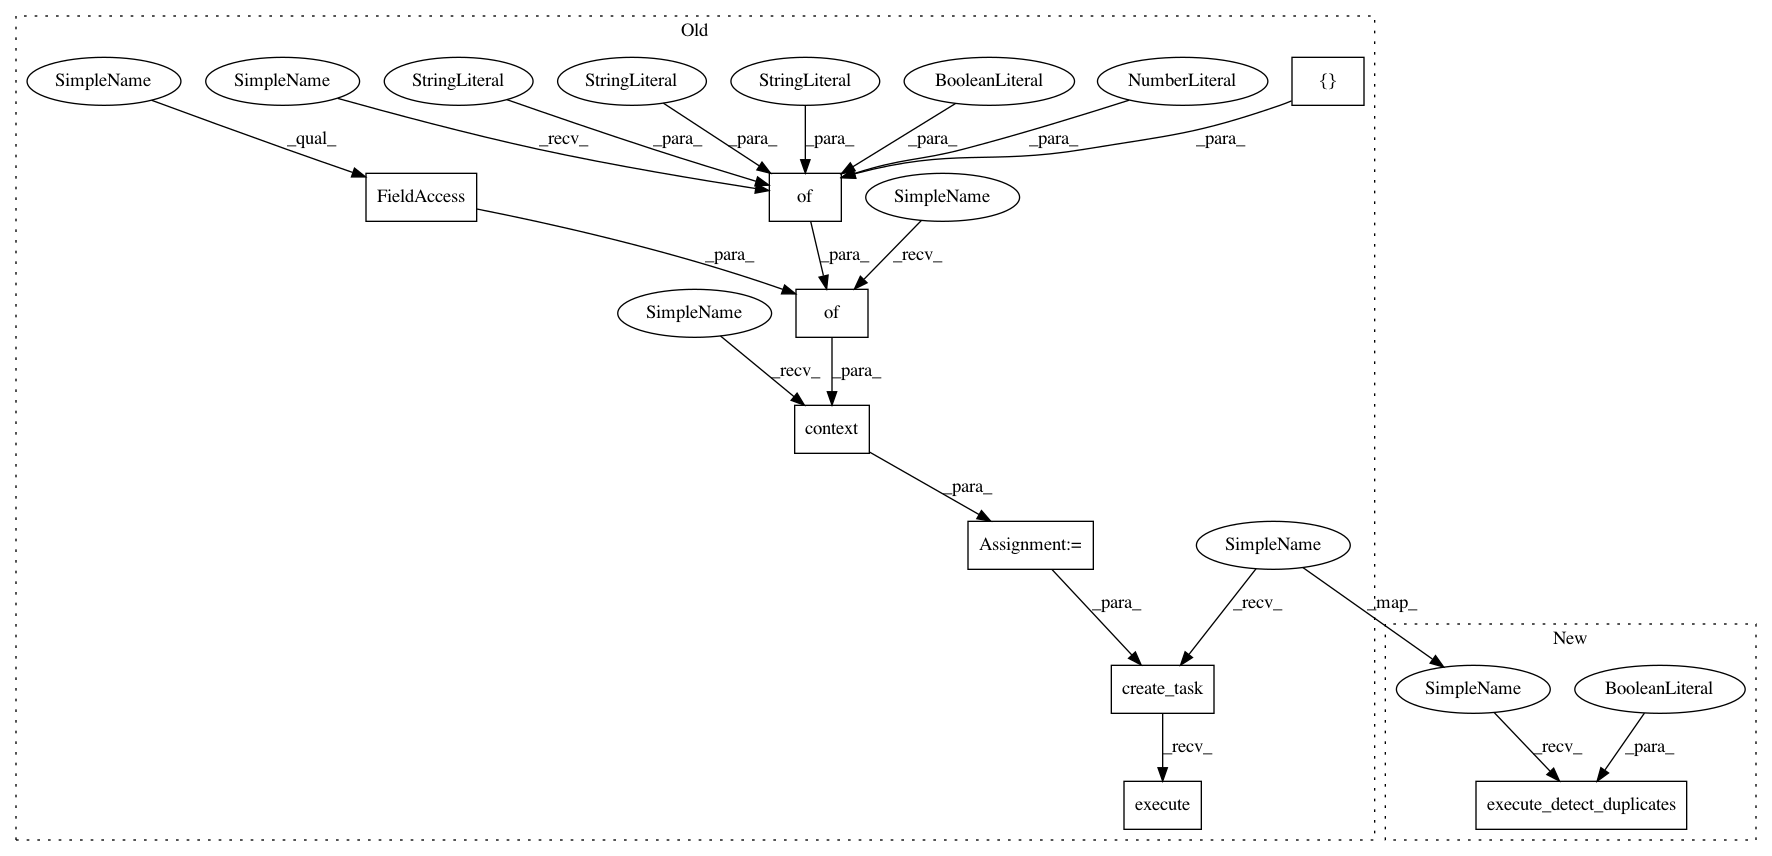 Old
SimpleName
SimpleName
StringLiteral
StringLiteral
StringLiteral
BooleanLiteral
NumberLiteral
{}
_qual_
_recv_
_para_
_para_
_para_
_para_
_para_
_para_
FieldAccess
of
SimpleName
_para_
_para_
_recv_
SimpleName
of
_recv_
_para_
context
_para_
Assignment:=
SimpleName
_para_
_recv_
_map_
New
create_task
SimpleName
BooleanLiteral
_recv_
_recv_
_para_
execute
execute_detect_duplicates